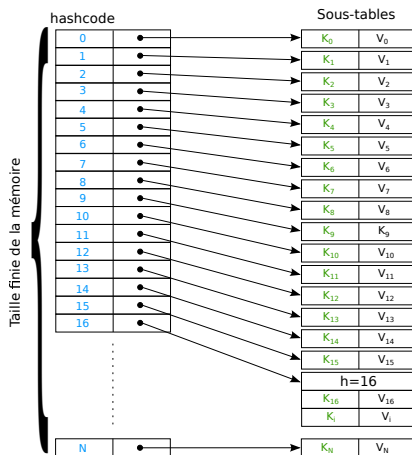 hashcode
Sous-tables
Taille finie de la mémoire
0
K₀ V₀
1
K₁ V₁
2
K₂ V₂
3
K₃ V₃
4
K₄ V₄
5
K₅ V₅
6
K₆ V₆
7
K₇ V₇
8
K₈ V₈
9
K₉ K₉
10
K₁₀ V₁₀
11
K₁₁ V₁₁
12
K₁₂ V₁₂
13
K₁₃ V₁₃
14
K₁₄ V₁₄
15
K₁₅ V₁₅
16
h=16
K₁₆ V₁₆
Kᵢ Vᵢ
N
K_N V_N